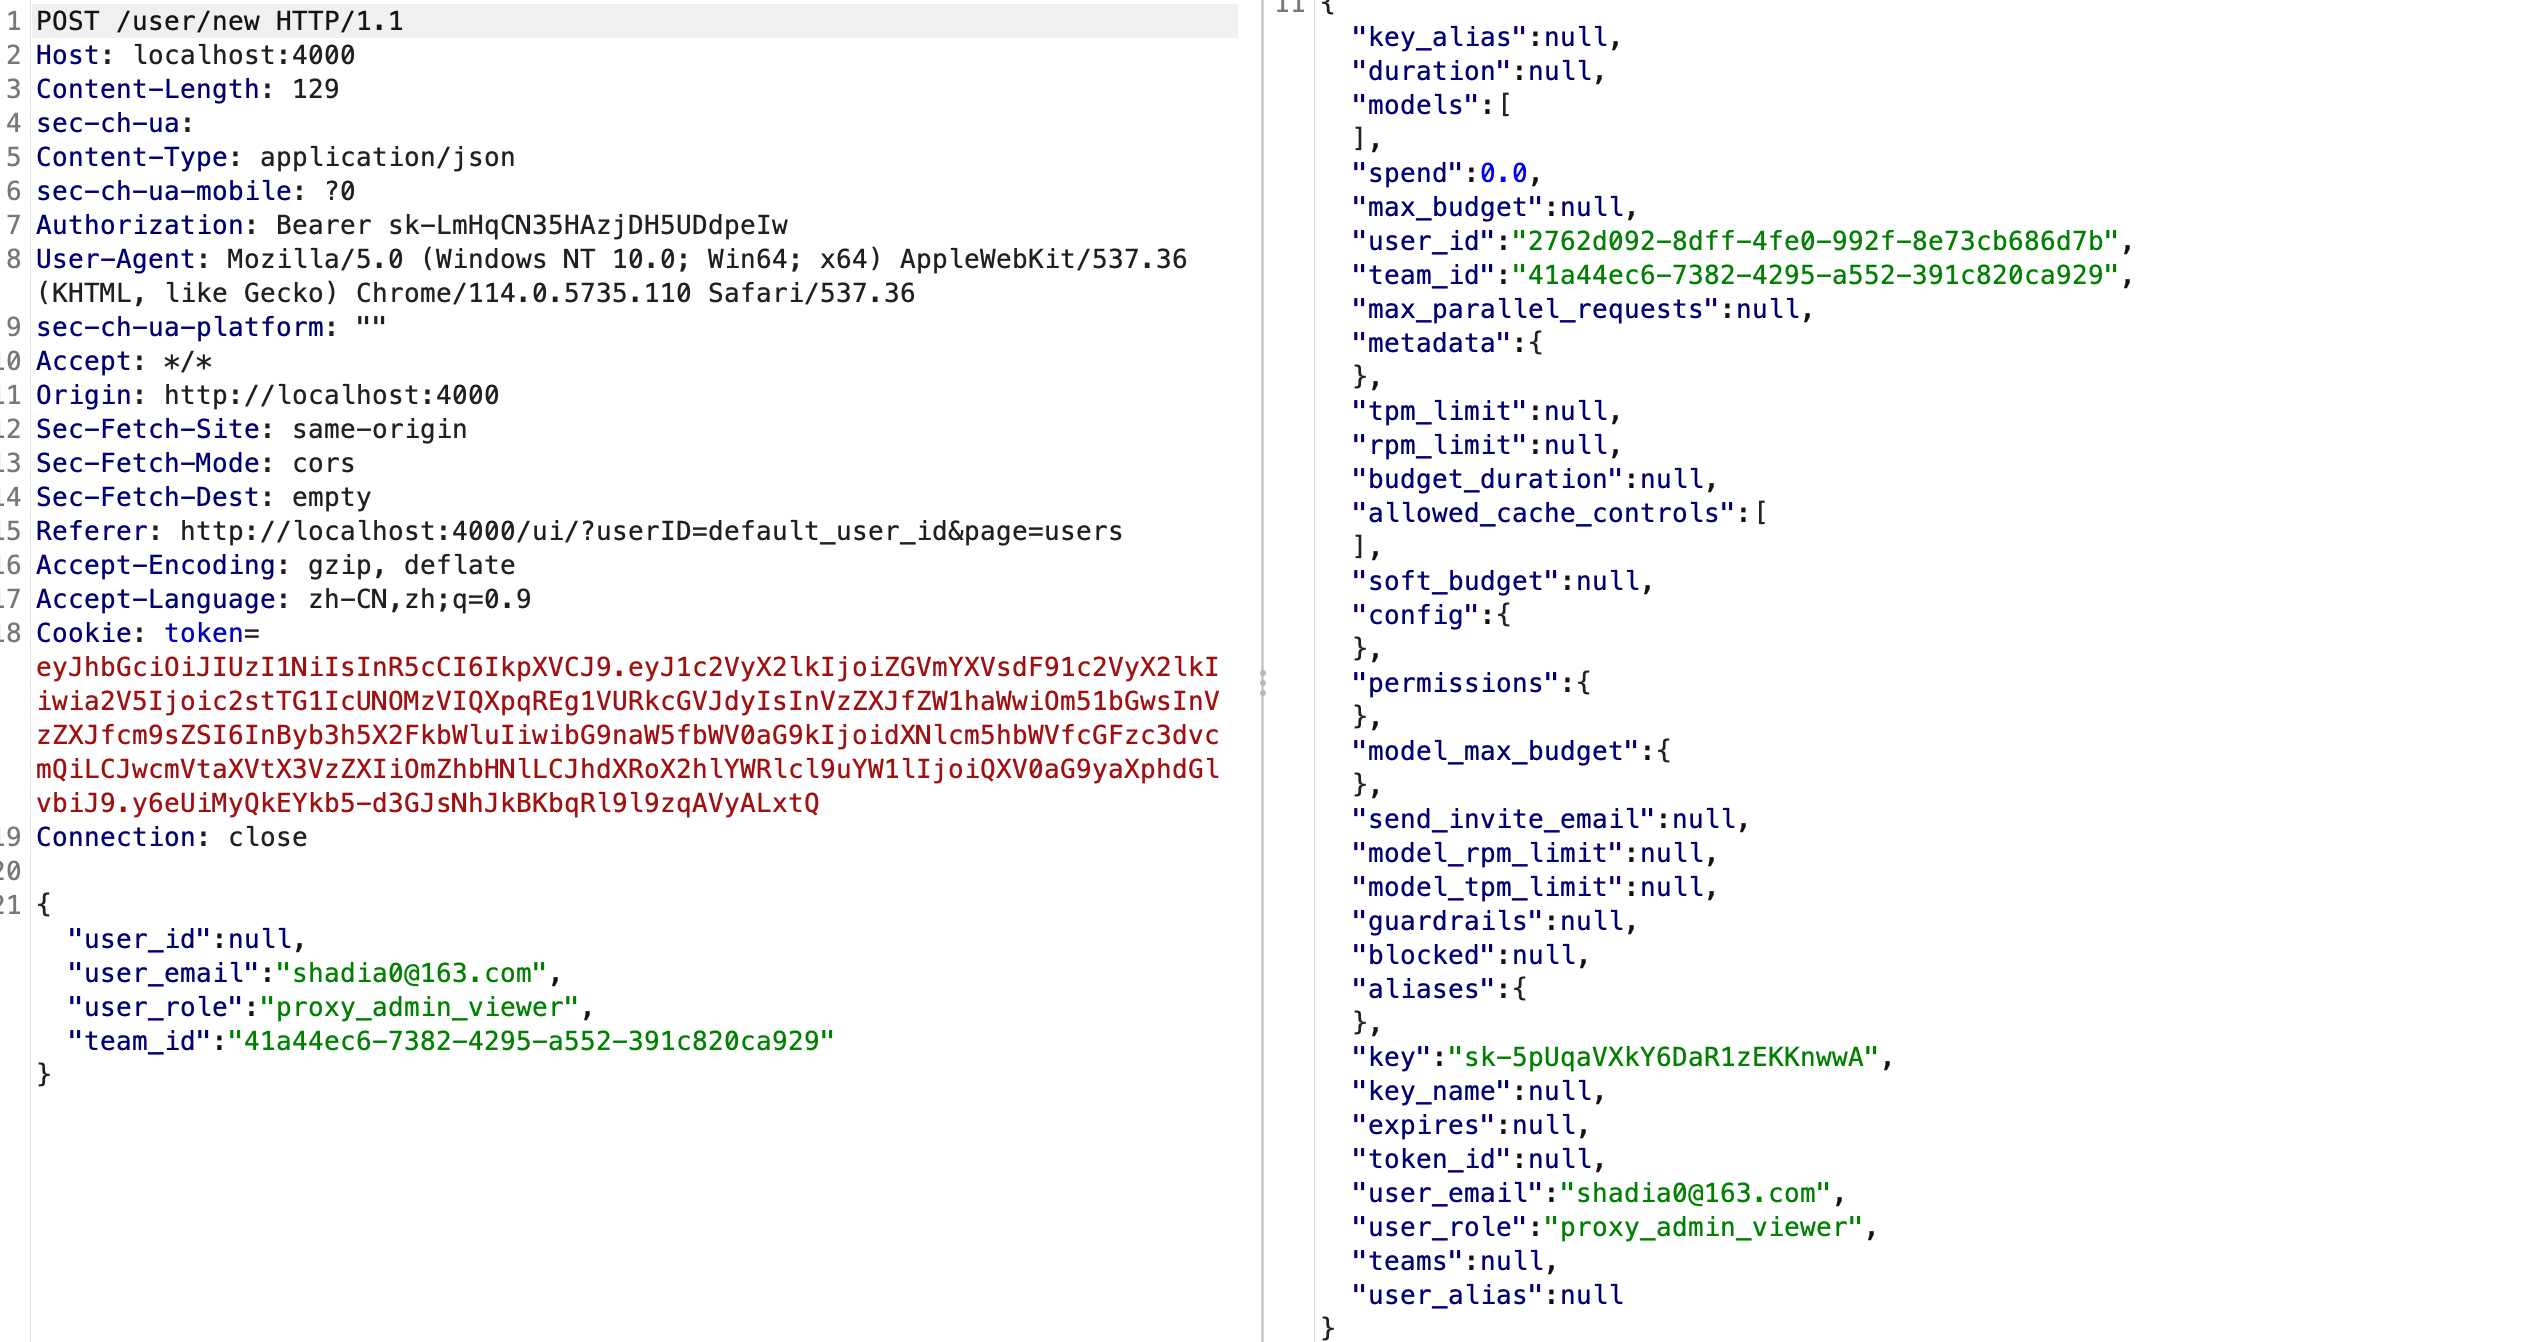 1 POST /user/new HTTP/1.1
2 Host: localhost:4000
3 Content-Length: 129
4 sec-ch-ua:
5 Content-Type: application/json
6 sec-ch-ua-mobile: ?0
7 Authorization: Bearer sk-LmHqCN35HAzjDH5UDdpeIw
8 User-Agent: Mozilla/5.0 (Windows NT 10.0; Win64; x64) AppleWebKit/537.36
(KHTML, like Gecko) Chrome/114.0.5735.110 Safari/537.36
9 sec-ch-ua-platform: ""
10 Accept: */*
11 Origin: http://localhost:4000
12 Sec-Fetch-Site: same-origin
13 Sec-Fetch-Mode: cors
14 Sec-Fetch-Dest: empty
15 Referer: http://localhost:4000/ui/?userID=default_user_id&page=users
16 Accept-Encoding: gzip, deflate
17 Accept-Language: zh-CN,zh;q=0.9
18 Cookie: token=
eyJhbGciOiJIUzI1NiIsInR5cCI6IkpXVCJ9.eyJ1c2VyX2lkIjoiZGVmYXVsdF91c2VyX2lkI
iwia2V5Ijoic2stTG1IcUNOMzVIQXpqREg1VURkcGVJdyIsInVzZXJfZW1haWwiOm51bGwsInV
zZXJfcm9sZSI6InByb3h5X2FkbWluIiwibG9naW5fbWV0aG9kIjoidXNlcm5hbWVfcGFzc3dvc
mQiLCJwcmVtaXVtX3VzZXIiOmZhbHNlLCJhdXRoX2hlYWRlcl9uYW1lIjoiQXV0aG9yaXphdGl
vbiJ9.y6eUiMyQkEYkb5-d3GJsNhJkBKbqRl9l9zqAVyALxtQ
19 Connection: close
20
21 {
"user_id":null,
"user_email":"shadia0@163.com",
"user_role":"proxy_admin_viewer",
"team_id":"41a44ec6-7382-4295-a552-391c820ca929"
}
11 {
"key_alias":null,
"duration":null,
"models":[
],
"spend":0.0,
"max_budget":null,
"user_id":"2762d092-8dff-4fe0-992f-8e73cb686d7b",
"team_id":"41a44ec6-7382-4295-a552-391c820ca929",
"max_parallel_requests":null,
"metadata":{
},
"tpm_limit":null,
"rpm_limit":null,
"budget_duration":null,
"allowed_cache_controls":[
],
"soft_budget":null,
"config":{
},
"permissions":{
},
"model_max_budget":{
},
"send_invite_email":null,
"model_rpm_limit":null,
"model_tpm_limit":null,
"guardrails":null,
"blocked":null,
"aliases":{
},
"key":"sk-5pUqaVXkY6DaR1zEKKnwwA",
"key_name":null,
"expires":null,
"token_id":null,
"user_email":"shadia0@163.com",
"user_role":"proxy_admin_viewer",
"teams":null,
"user_alias":null
}